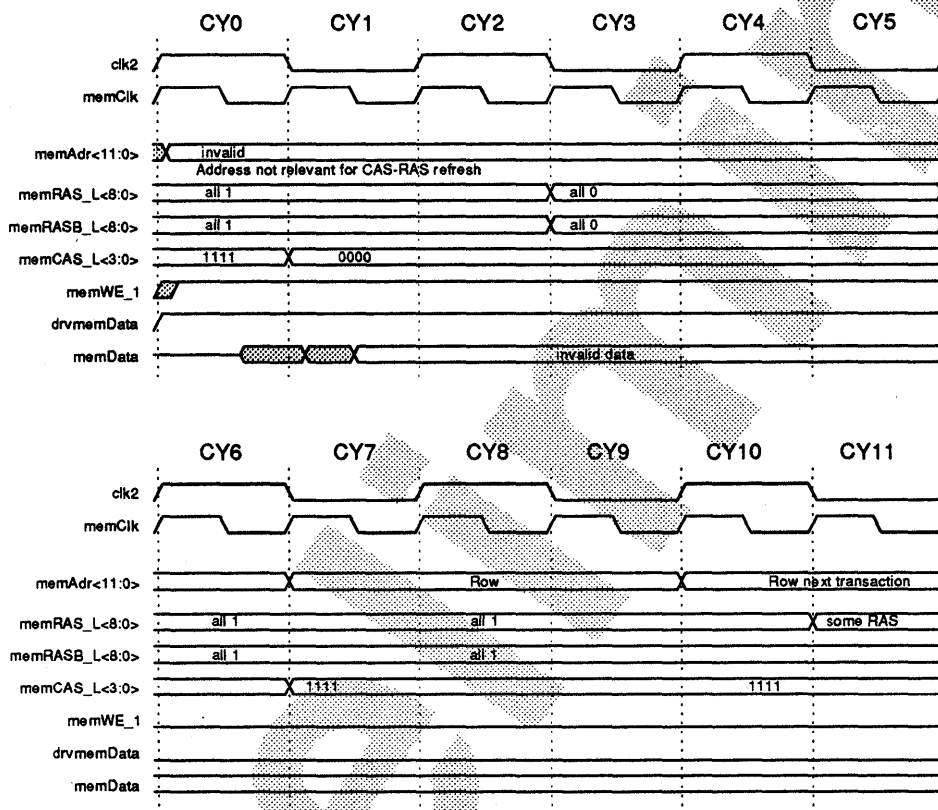 CY0 CY1 CY2 CY3 CY4 CY5
clk2
memClk
memAdr<11:0> invalid
Address not relevant for CAS-RAS refresh
memRAS_L<8:0> all 1 all 0
memRASB_L<8:0> all 1 all 0
memCAS_L<3:0> 1111 0000
memWE_1
drvmemData
memData invalid data
CY6 CY7 CY8 CY9 CY10 CY11
clk2
memClk
memAdr<11:0> Row Row next transaction
memRAS_L<8:0> all 1 all 1 some RAS
memRASB_L<8:0> all 1 all 1
memCAS_L<3:0> 1111 1111
memWE_1
drvmemData
memData